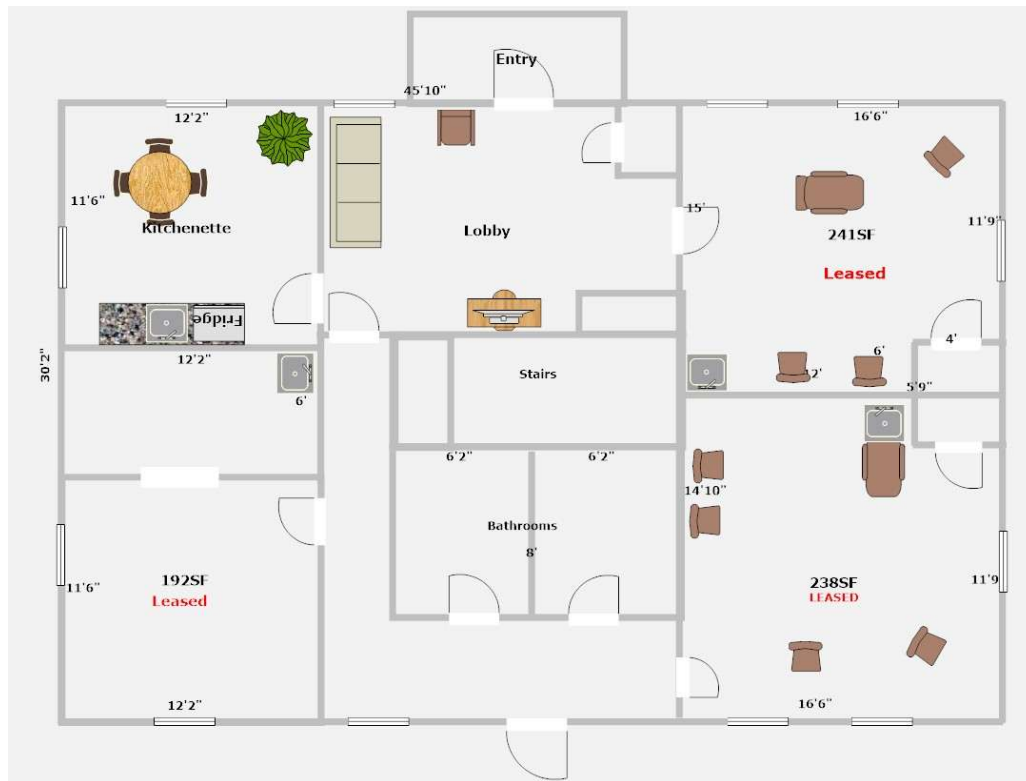 Entry
45'10"
12'2"
16'6"
11'6"
Kitchenette
Lobby
15'
241SF
11'9"
Leased
Fridge
12'2"
30'2"
6'
Stairs
12'
6'
4'
5'9"
6'2"
6'2"
14'10"
Bathrooms
8'
11'6"
192SF
Leased
238SF
LEASED
11'9
12'2"
16'6"